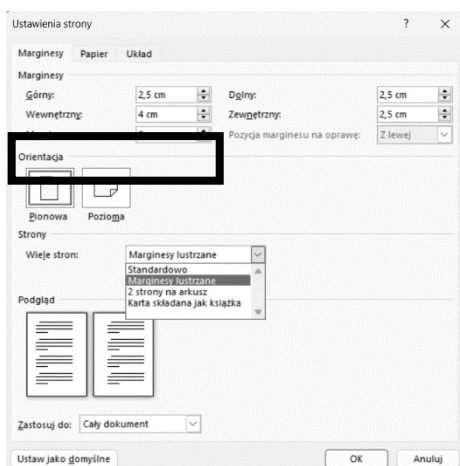 Ustawienia strony ? ×
Marginesy Papier Układ
Marginesy
Górny: 2,5 cm Dolny: 2,5 cm
Wewnętrzny: 4 cm Zewnętrzny: 2,5 cm
Pozycja marginesu na oprawę: Z lewej
Orientacja
Pionowa Pozioma
Strony
Wiele stron: Marginesy lustrzane
Standardowo
Marginesy lustrzane
2 strony na arkusz
Karta składana jak książka
Podgląd
Zastosuj do: Cały dokument
Ustaw jako domyślne OK Anuluj